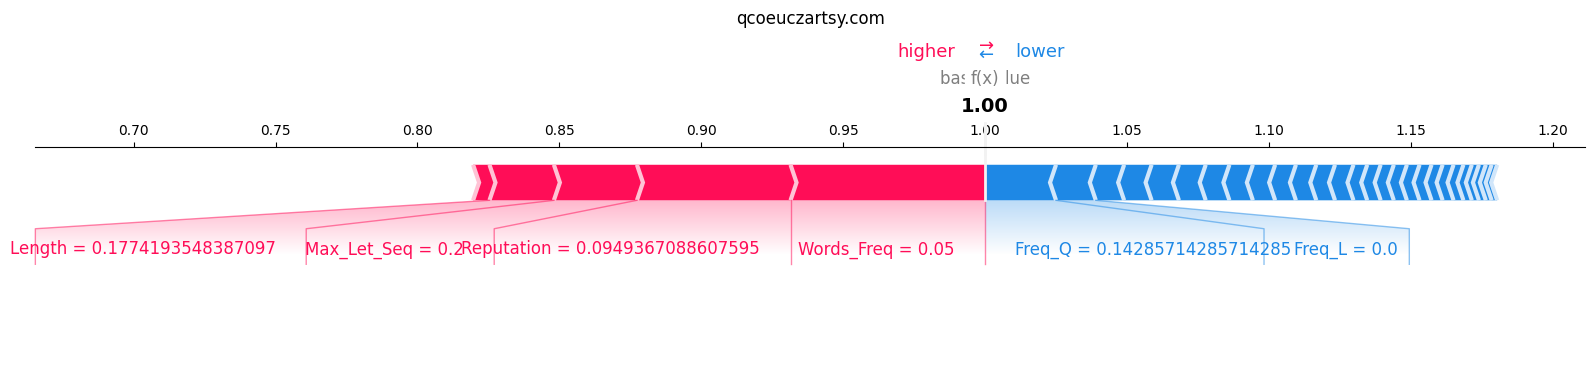 qcoeuczartsy.com
higher ⇄ lower
bas f(x) lue
1.00
0.70 0.75 0.80 0.85 0.90 0.95 1.00 1.05 1.10 1.15 1.20
Length = 0.1774193548387097 Max_Let_Seq = 0.2 Reputation = 0.0949367088607595 Words_Freq = 0.05 Freq_Q = 0.14285714285714285 Freq_L = 0.0